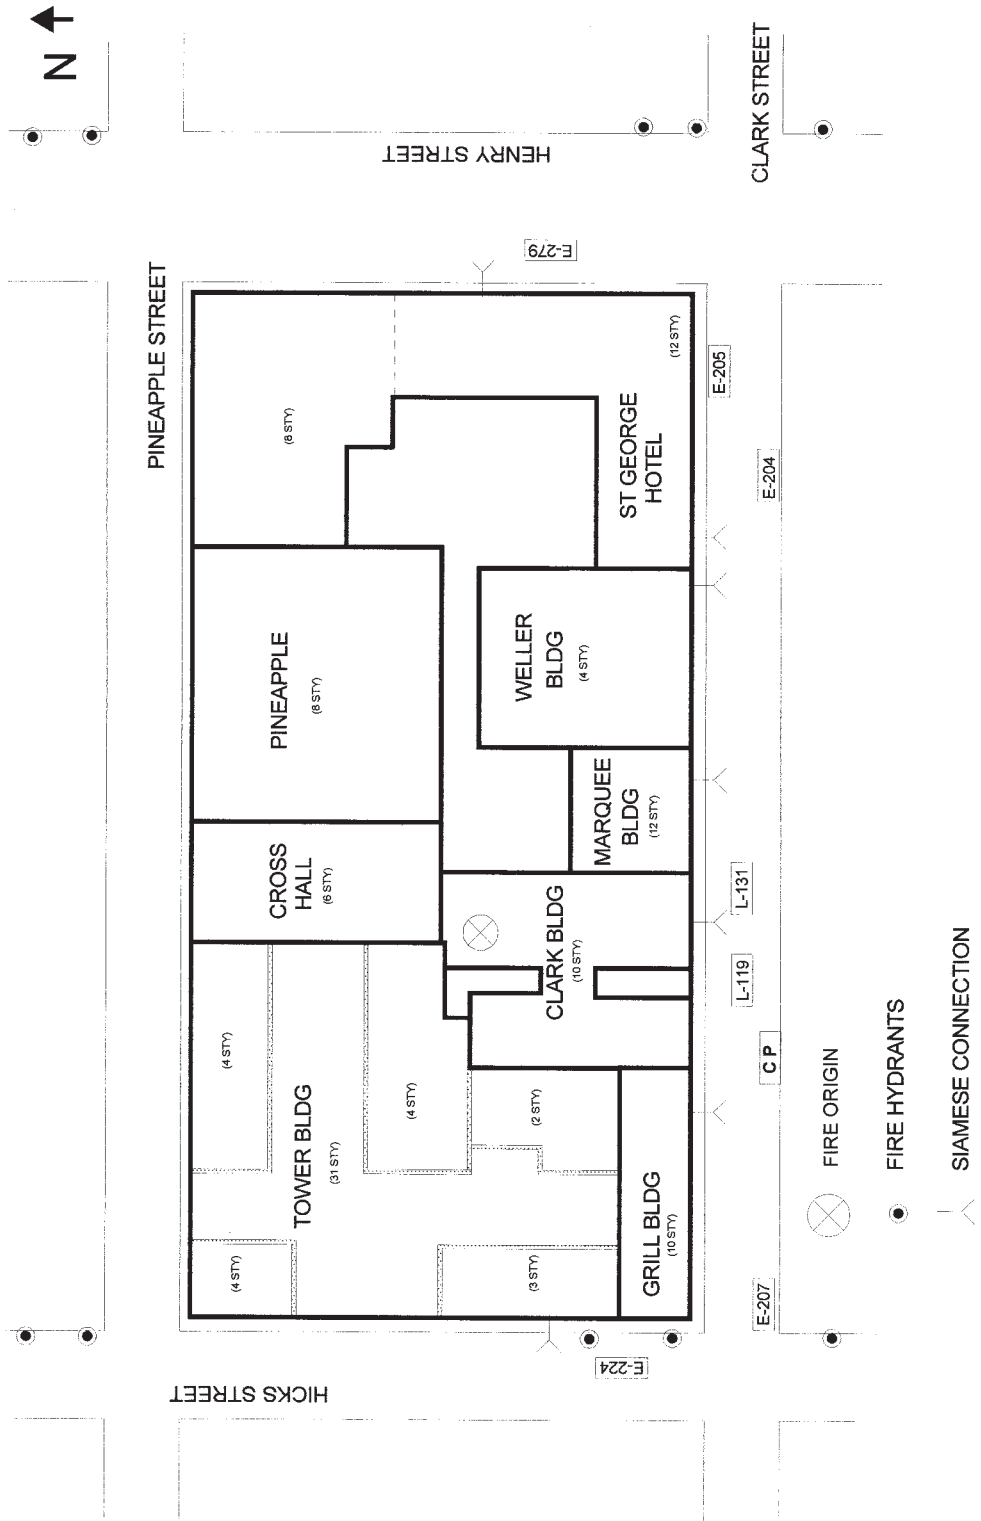 N
PINEAPPLE STREET
HICKS STREET
HENRY STREET
CLARK STREET
(4 STY)
(4 STY)
TOWER BLDG
(31 STY)
(4 STY)
(3 STY)
(2 STY)
GRILL BLDG
(10 STY)
CROSS
HALL
(6 STY)
PINEAPPLE
(8 STY)
(8 STY)
CLARK BLDG
(10 STY)
MARQUEE
BLDG
(12 STY)
WELLER
BLDG
(4 STY)
ST GEORGE
HOTEL
(12 STY)
E-224
E-279
E-207
C P
L-119
L-131
E-204
E-205
FIRE ORIGIN
FIRE HYDRANTS
SIAMESE CONNECTION